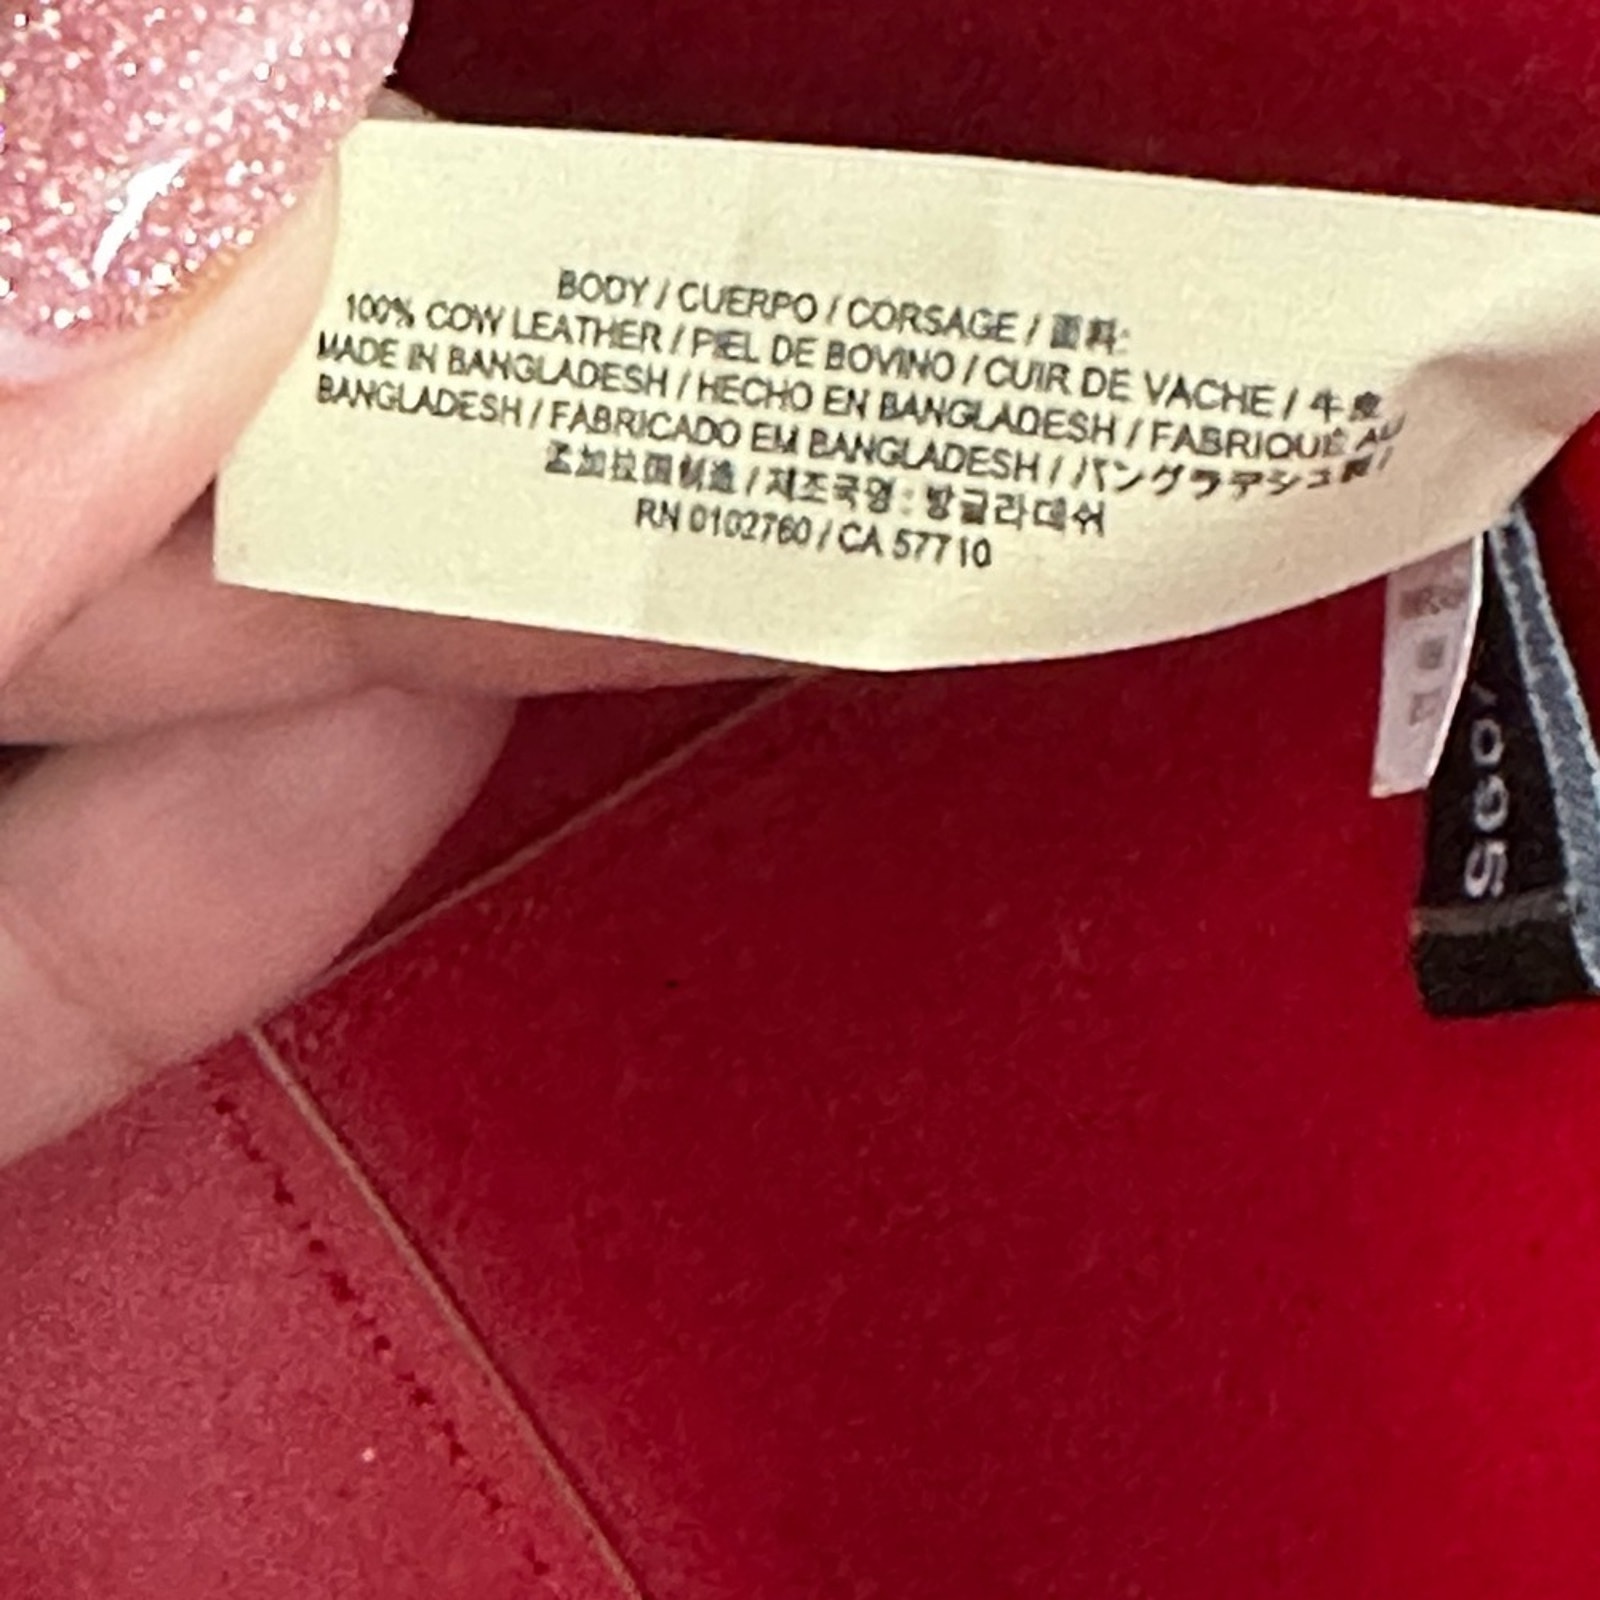 BODY / CUERPO / CORSAGE / 面料:
100% COW LEATHER / PIEL DE BOVINO / CUIR DE VACHE / 牛皮
MADE IN BANGLADESH / HECHO EN BANGLADESH / FABRIQUÉ AU
BANGLADESH / FABRICADO EM BANGLADESH / バングラデシュ製 /
孟加拉国制造 / 제조국명 : 방글라데쉬
RN 0102760 / CA 57710